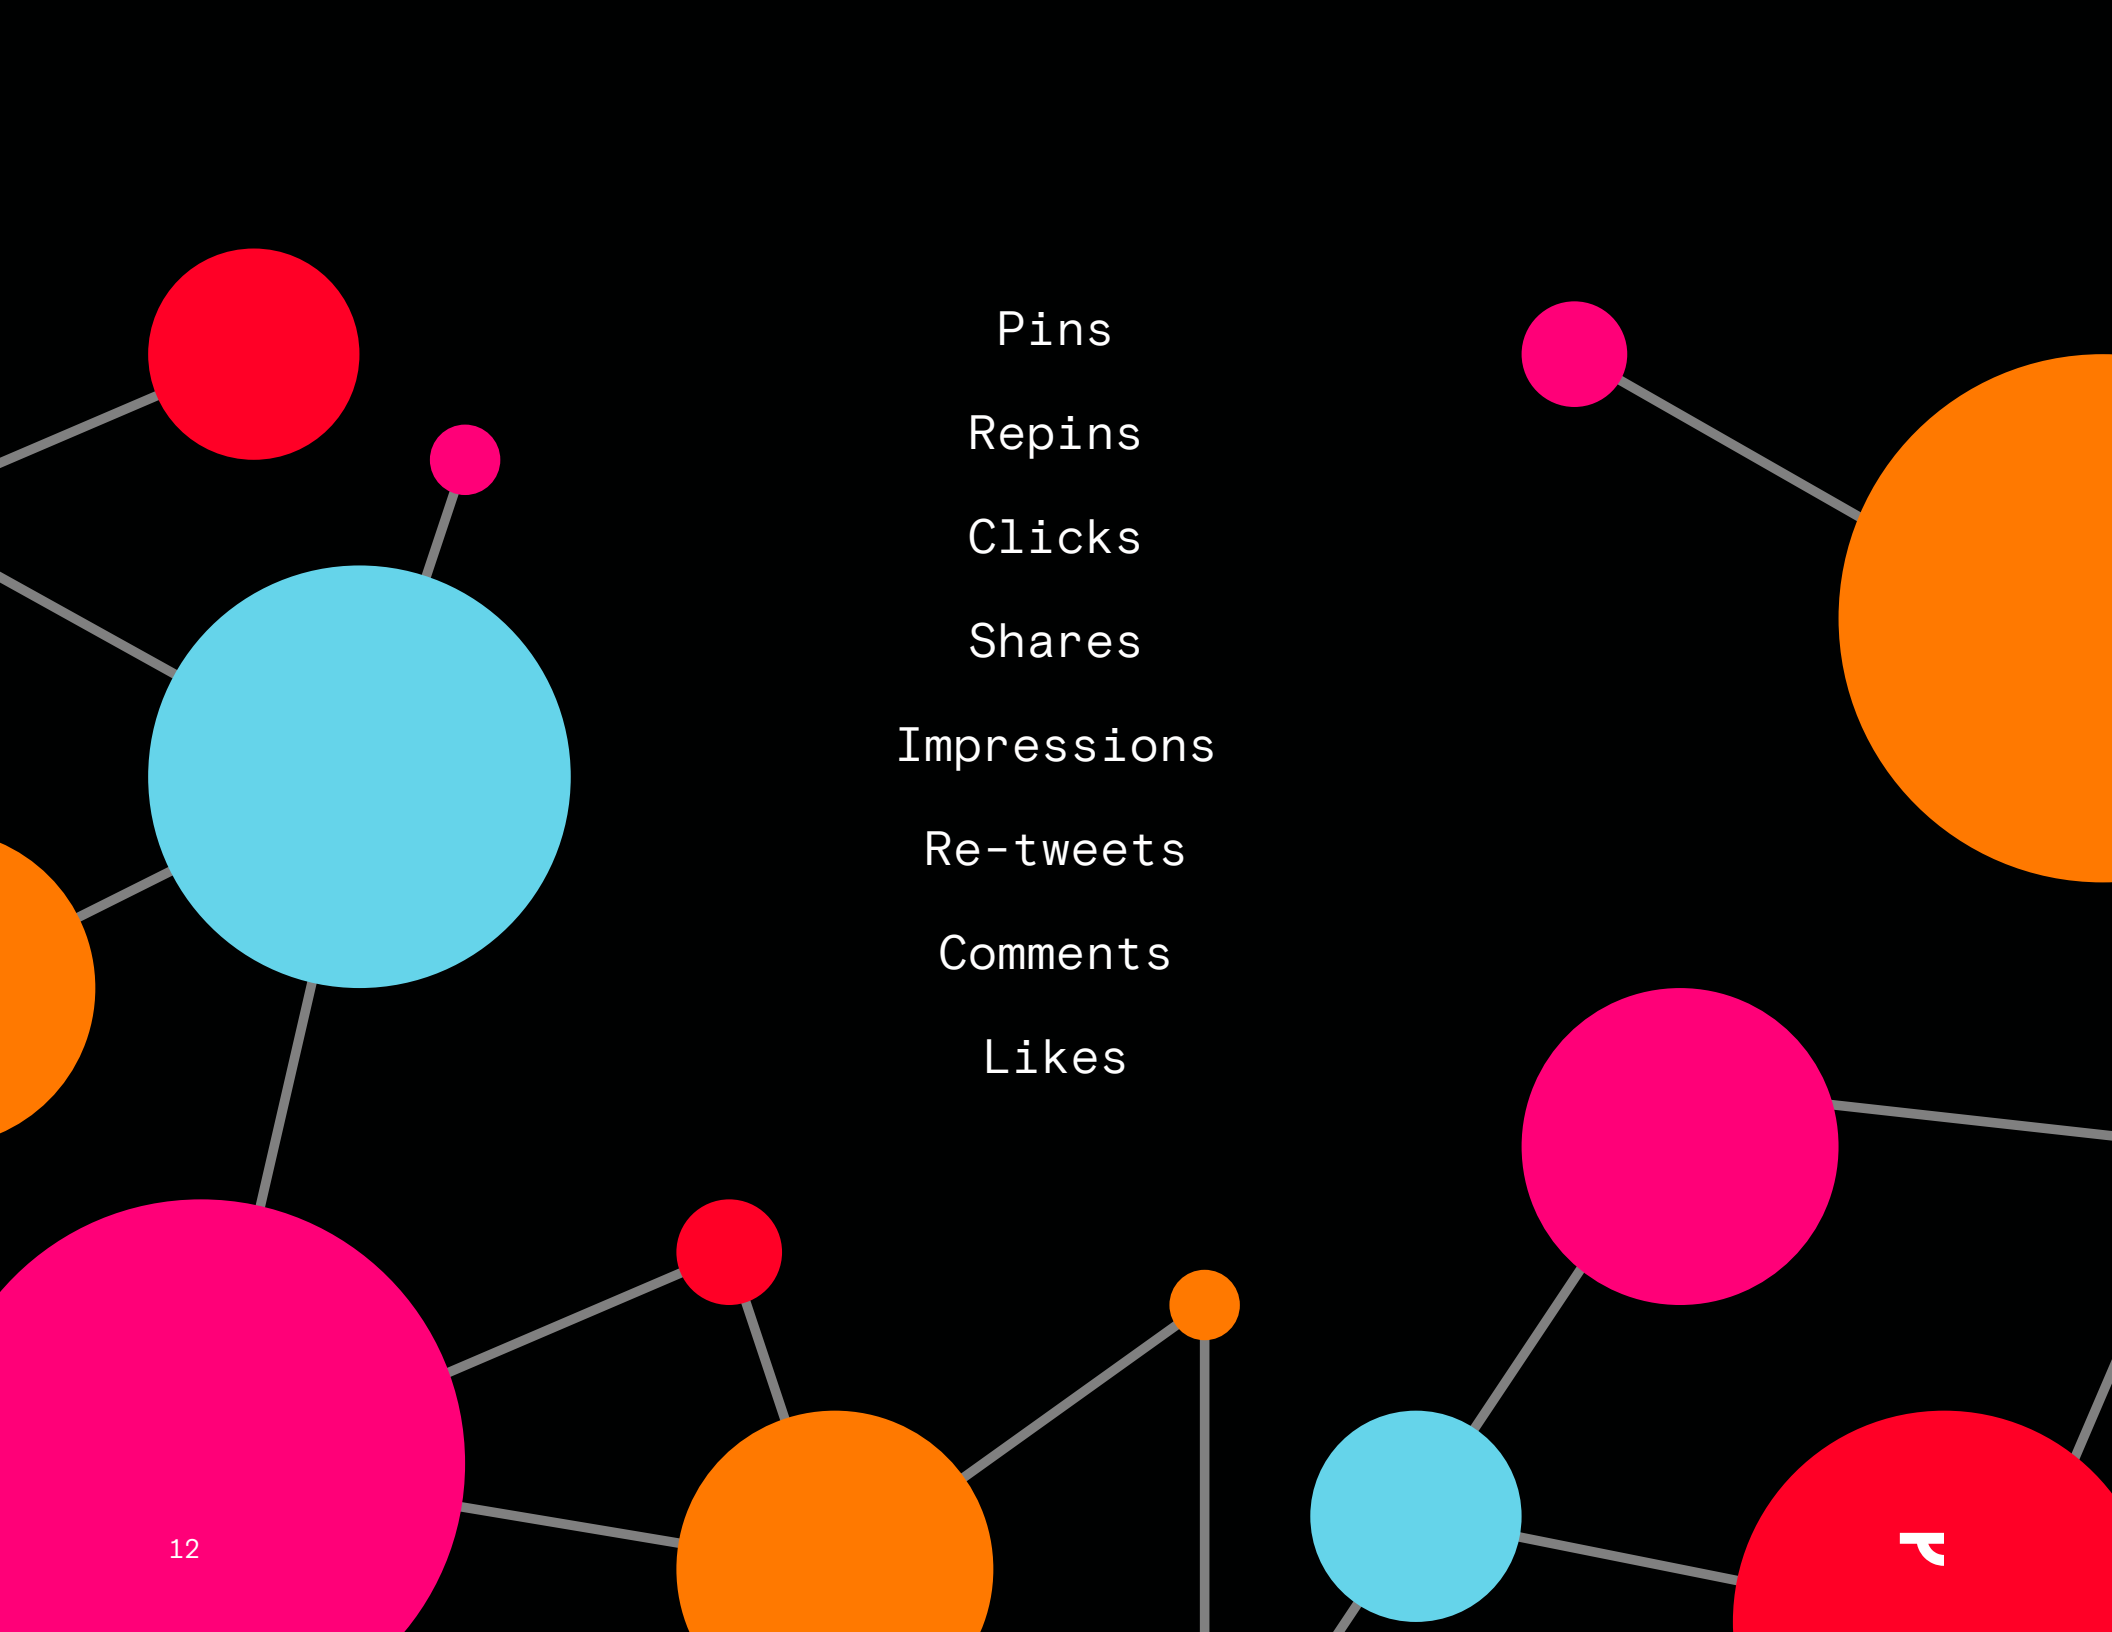 Pins
Repins
Clicks
Shares
Impressions
Re-tweets
Comments
Likes
12